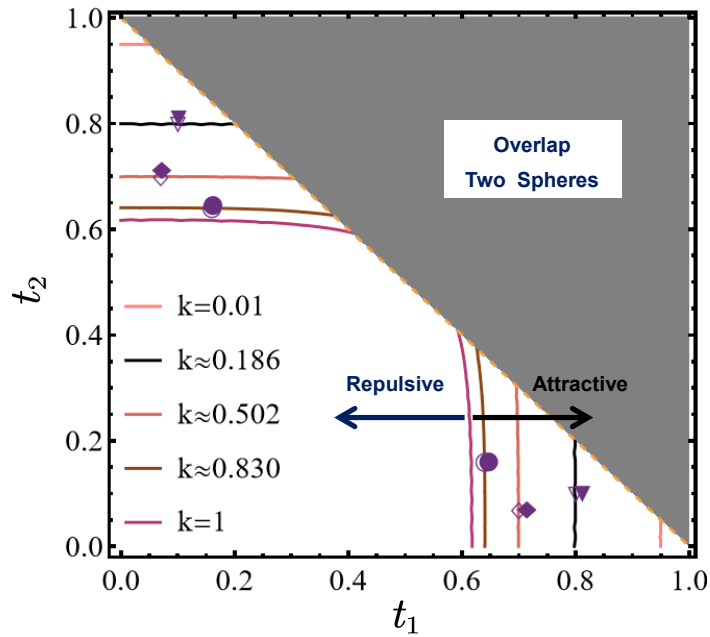 1.0
0.8
0.6
0.4
0.2
0.0
t₂
Overlap
Two Spheres
k=0.01
k≈0.186
k≈0.502
k≈0.830
k=1
Repulsive
Attractive
0.0 0.2 0.4 0.6 0.8 1.0
t₁